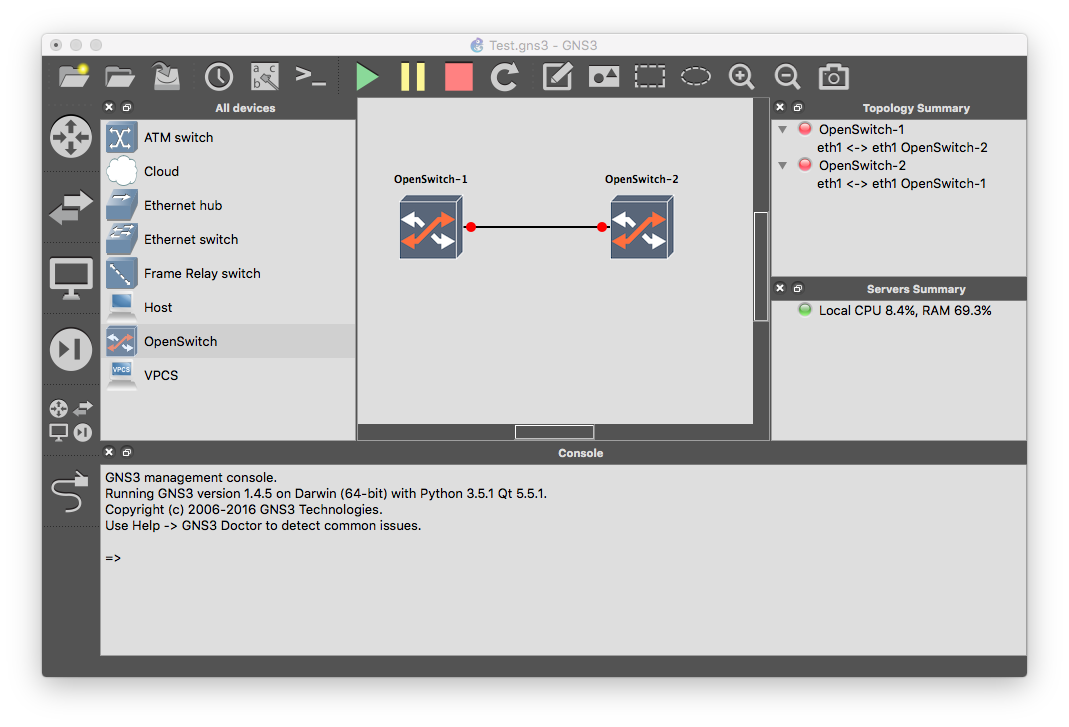 Test.gns3 - GNS3
All devices
ATM switch
Cloud
Ethernet hub
Ethernet switch
Frame Relay switch
Host
OpenSwitch
VPCS
VPCS
OpenSwitch-1
OpenSwitch-2
Topology Summary
OpenSwitch-1
eth1 <-> eth1 OpenSwitch-2
OpenSwitch-2
eth1 <-> eth1 OpenSwitch-1
Servers Summary
Local CPU 8.4%, RAM 69.3%
Console
GNS3 management console.
Running GNS3 version 1.4.5 on Darwin (64-bit) with Python 3.5.1 Qt 5.5.1.
Copyright (c) 2006-2016 GNS3 Technologies.
Use Help -> GNS3 Doctor to detect common issues.
=>